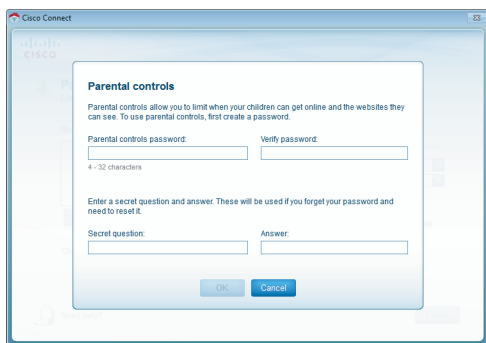 Cisco Connect
CISCO
Parental controls
Parental controls allow you to limit when your children can get online and the websites they
can see. To use parental controls, first create a password.
Parental controls password:
Verify password:
4 - 32 characters
Enter a secret question and answer. These will be used if you forget your password and
need to reset it.
Secret question:
Answer:
OK
Cancel
Need help?